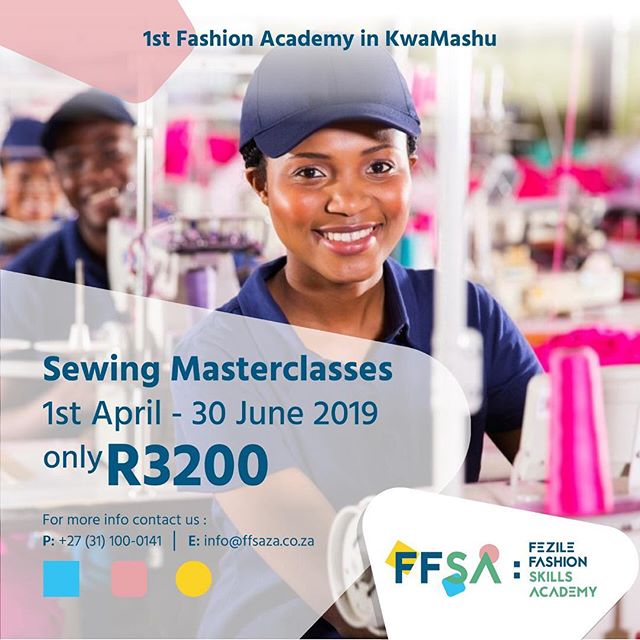 1st Fashion Academy in KwaMashu
Sewing Masterclasses
1st April - 30 June 2019
only R3200
For more info contact us :
P: +27 (31) 100-0141 | E: info@ffsaza.co.za
FFSA : FEZILE
FASHION
SKILLS
ACADEMY